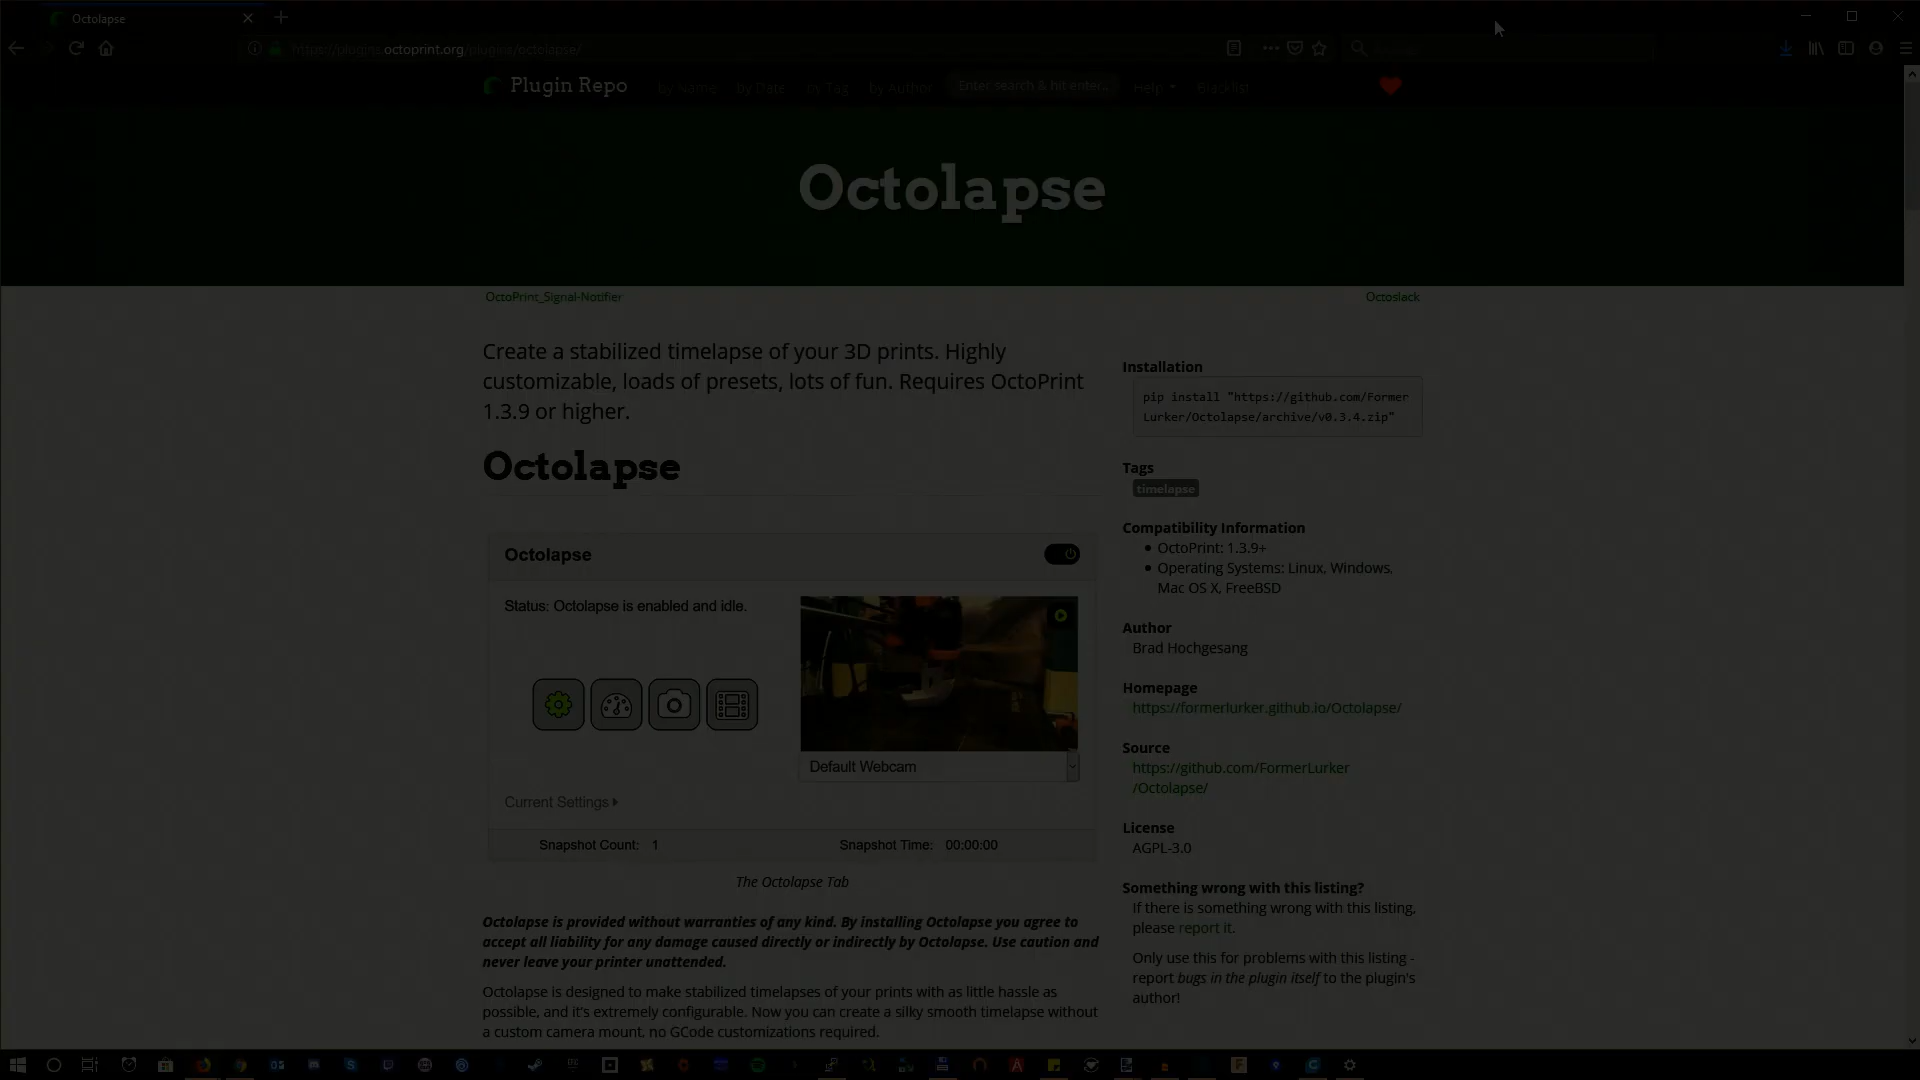 Octolapse
https://plugins.octoprint.org/plugins/octolapse/
Plugin Repo by Name by Date by Tag by Author Enter search & hit enter... Help Blacklist
Octolapse
OctoPrint_Signal-Notifier Octoslack
Create a stabilized timelapse of your 3D prints. Highly
customizable, loads of presets, lots of fun. Requires OctoPrint
1.3.9 or higher.
Octolapse
Octolapse
Status: Octolapse is enabled and idle.
Default Webcam
Current Settings
Snapshot Count: 1 Snapshot Time: 00:00:00
The Octolapse Tab
Octolapse is provided without warranties of any kind. By installing Octolapse you agree to
accept all liability for any damage caused directly or indirectly by Octolapse. Use caution and
never leave your printer unattended.
Octolapse is designed to make stabilized timelapses of your prints with as little hassle as
possible, and it's extremely configurable. Now you can create a silky smooth timelapse without
a custom camera mount, no GCode customizations required.
Installation
pip install "https://github.com/Former
Lurker/Octolapse/archive/v0.3.4.zip"
Tags
timelapse
Compatibility Information
OctoPrint: 1.3.9+
Operating Systems: Linux, Windows,
Mac OS X, FreeBSD
Author
Brad Hochgesang
Homepage
https://formerlurker.github.io/Octolapse/
Source
https://github.com/FormerLurker
/Octolapse/
License
AGPL-3.0
Something wrong with this listing?
If there is something wrong with this listing,
please report it.
Only use this for problems with this listing -
report bugs in the plugin itself to the plugin's
author!